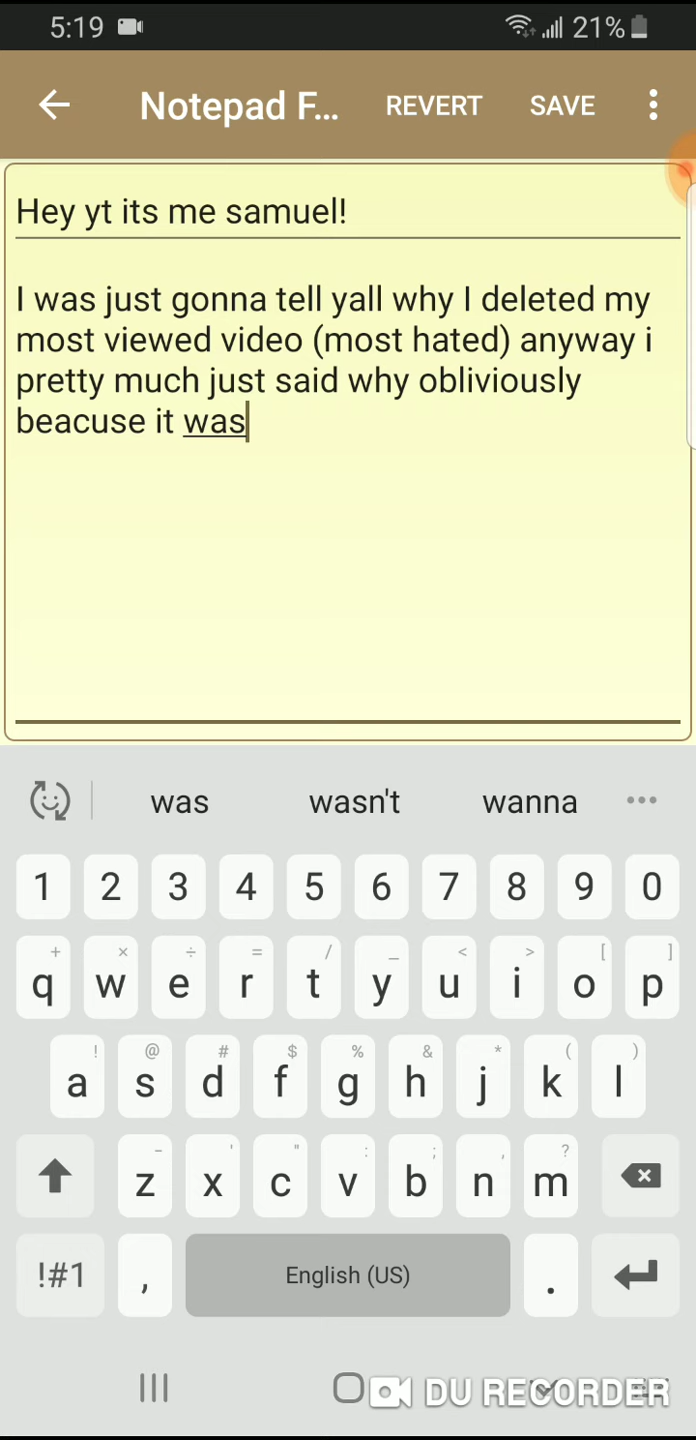 5:19 21%
Notepad F... REVERT SAVE
Hey yt its me samuel!
I was just gonna tell yall why I deleted my
most viewed video (most hated) anyway i
pretty much just said why obliviously
beacuse it was
was wasn't wanna ...
1 2 3 4 5 6 7 8 9 0
+ × ÷ = / _ < > [ ]
q w e r t y u i o p
! @ # $ % & * ( )
a s d f g h j k l
- ' " : ; , ?
z x c v b n m
!#1 , English (US) .
DU RECORDER